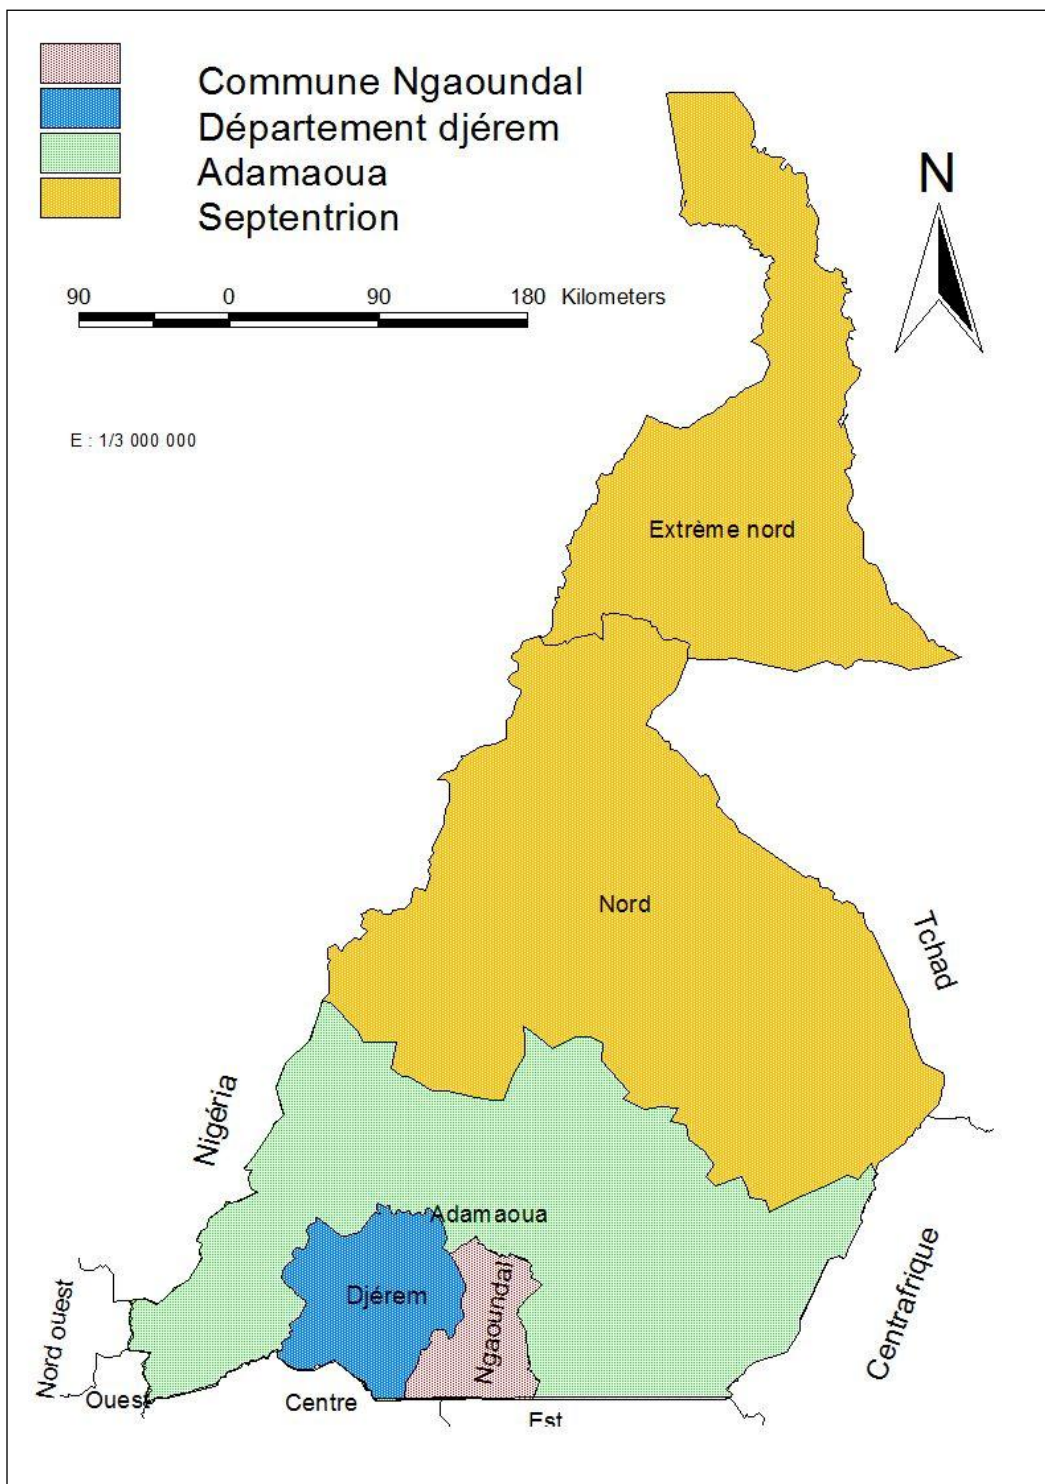 Commune Ngaoundal
Département djérem
Adamaoua
Septentrion
N
90 0 90 180 Kilometers
E : 1/3 000 000
Extrème nord
Nord
Tchad
Nigéria
Adamaoua
Djérem
Ngaoundal
Centrafrique
Nord ouest
Ouest
Centre
Est